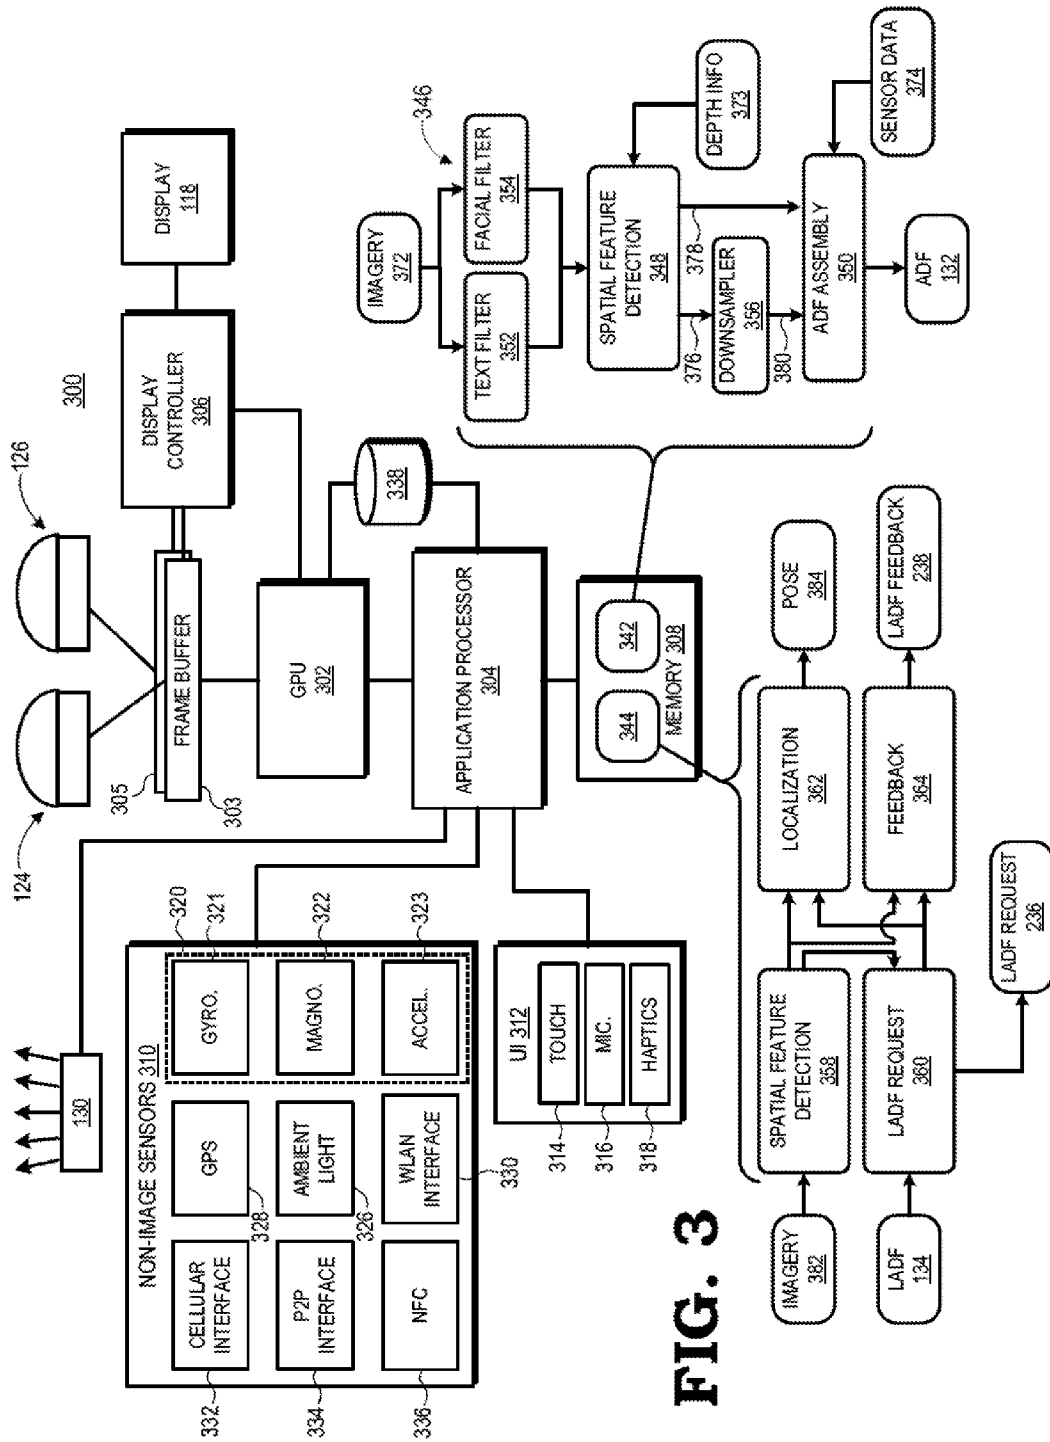 300
126
124
DISPLAY
118
DISPLAY
CONTROLLER
306
305
FRAME BUFFER
303
GPU
302
338
APPLICATION PROCESSOR
304
342
344
MEMORY 308
130
NON-IMAGE SENSORS 310
320
321
322
323
GYRO.
MAGNO.
ACCEL.
GPS
328
AMBIENT
LIGHT
326
WLAN
INTERFACE
330
CELLULAR
INTERFACE
332
P2P
INTERFACE
334
NFC
336
UI 312
TOUCH
314
MIC.
316
HAPTICS
318
346
IMAGERY
372
TEXT FILTER
352
FACIAL FILTER
354
SPATIAL FEATURE
DETECTION
348
DEPTH INFO
373
376
378
DOWNSAMPLER
356
380
ADF ASSEMBLY
350
SENSOR DATA
374
ADF
132
IMAGERY
382
SPATIAL FEATURE
DETECTION
358
LOCALIZATION
362
POSE
384
LADF
134
LADF REQUEST
360
FEEDBACK
364
LADF FEEDBACK
238
LADF REQUEST
236
FIG. 3